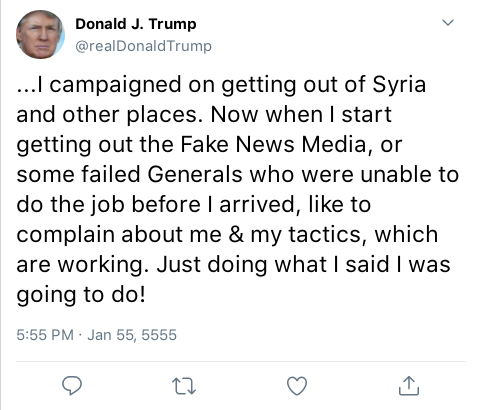 Donald J. Trump
@realDonaldTrump
...I campaigned on getting out of Syria
and other places. Now when I start
getting out the Fake News Media, or
some failed Generals who were unable to
do the job before I arrived, like to
complain about me & my tactics, which
are working. Just doing what I said I was
going to do!
5:55 PM · Jan 55, 5555